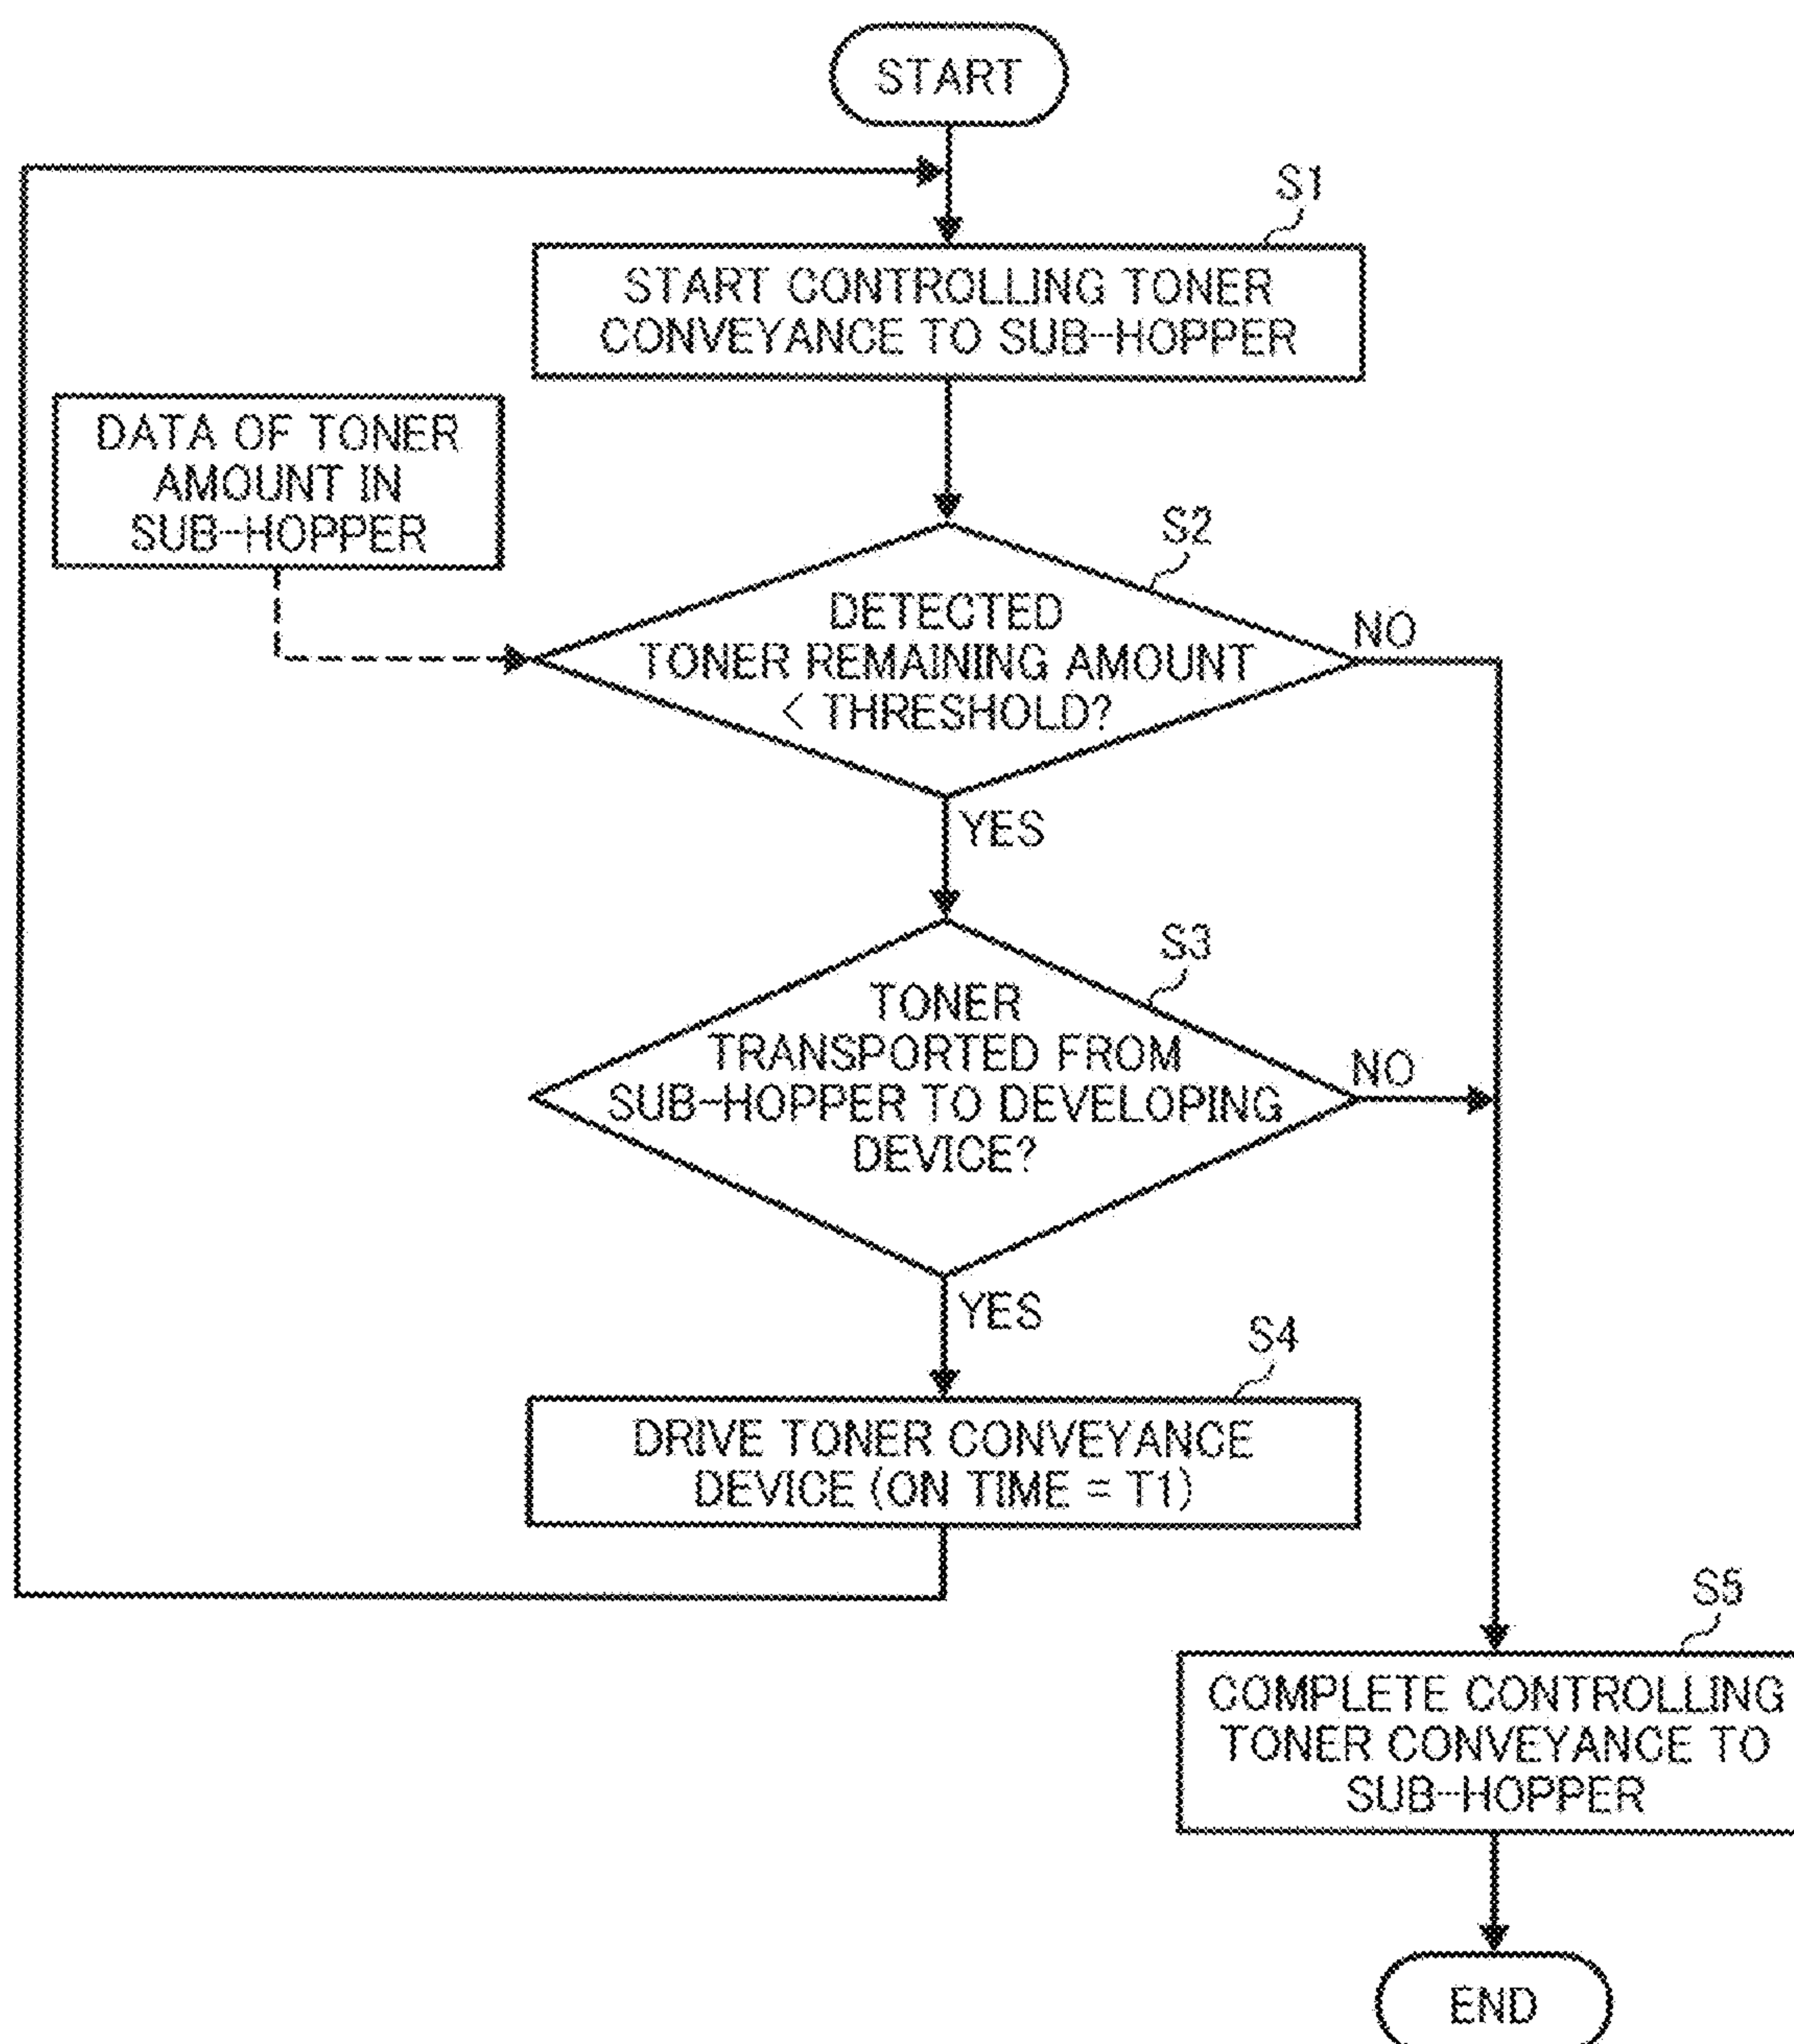 START
S1
START CONTROLLING TONER
CONVEYANCE TO SUB-HOPPER
DATA OF TONER
AMOUNT IN
SUB-HOPPER
S2
DETECTED
TONER REMAINING AMOUNT
< THRESHOLD?
NO
YES
S3
TONER
TRANSPORTED FROM
SUB-HOPPER TO DEVELOPING
DEVICE?
NO
YES
S4
DRIVE TONER CONVEYANCE
DEVICE (ON TIME = T1)
S5
COMPLETE CONTROLLING
TONER CONVEYANCE TO
SUB-HOPPER
END